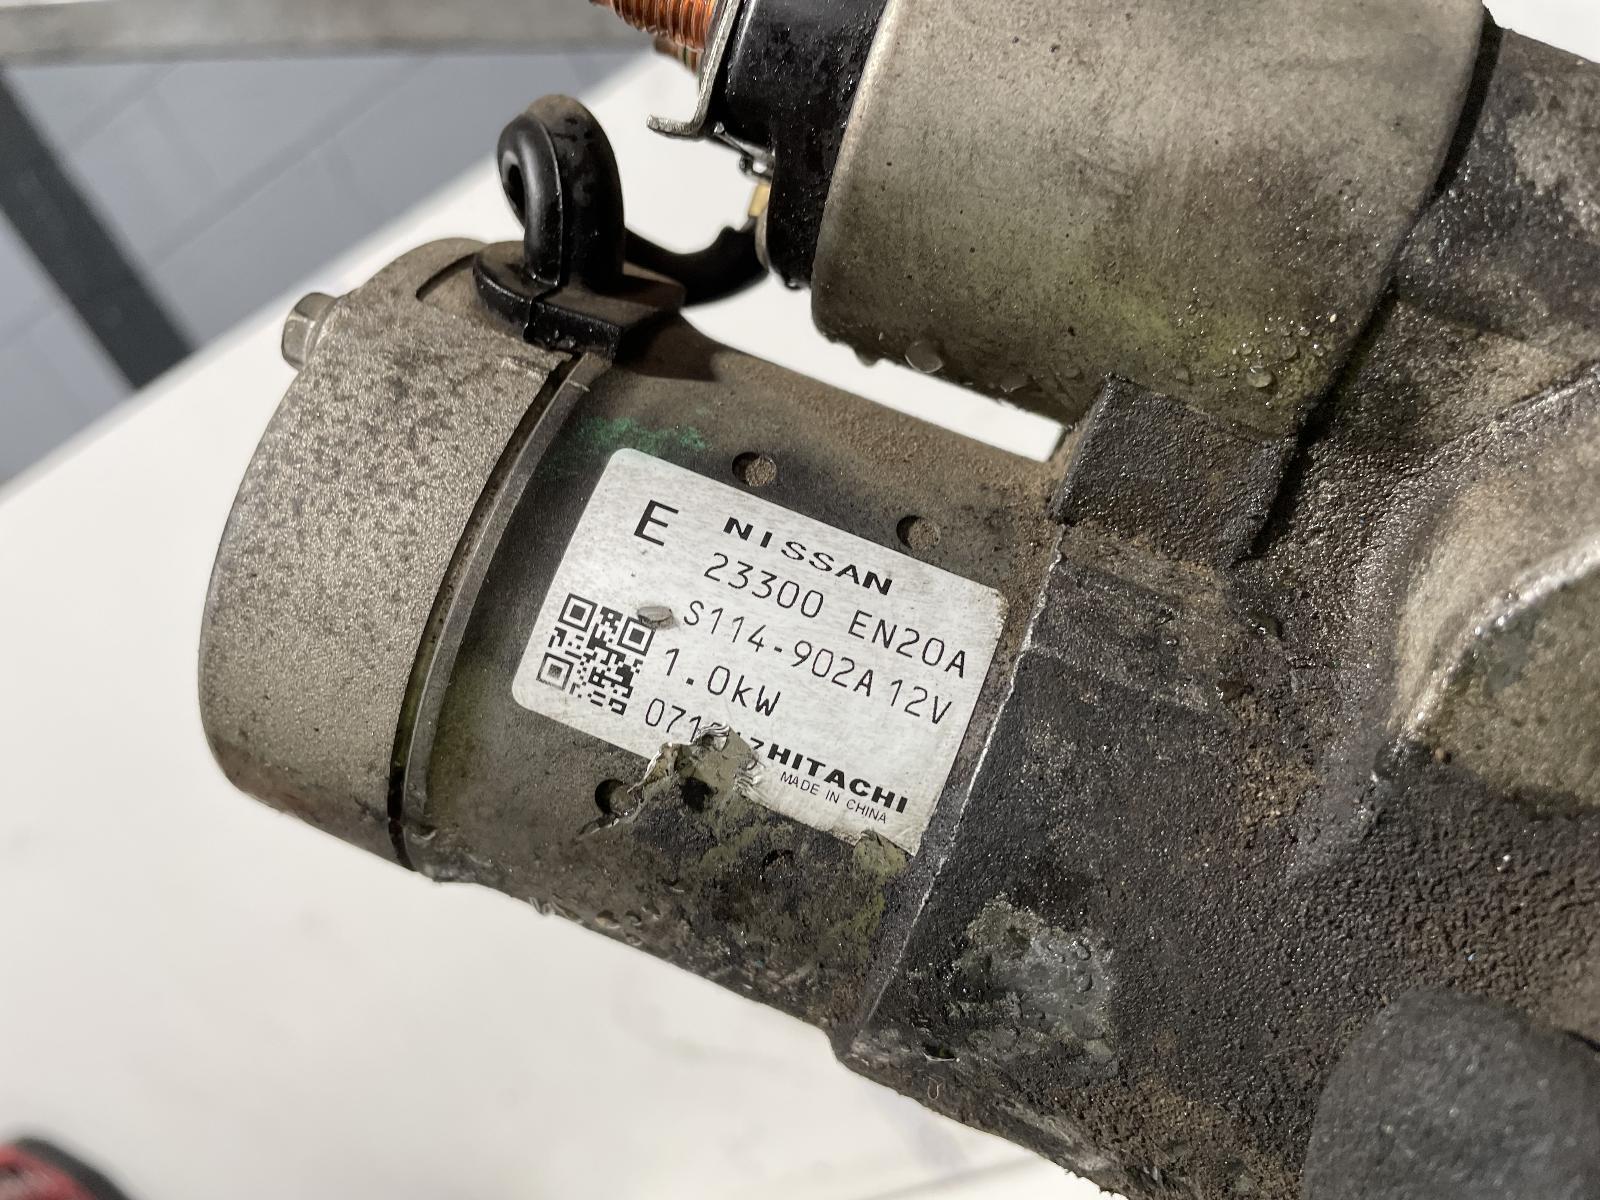 E NISSAN
23300 EN20A
S114-902A 12V
1.0kW
HITACHI
MADE IN CHINA